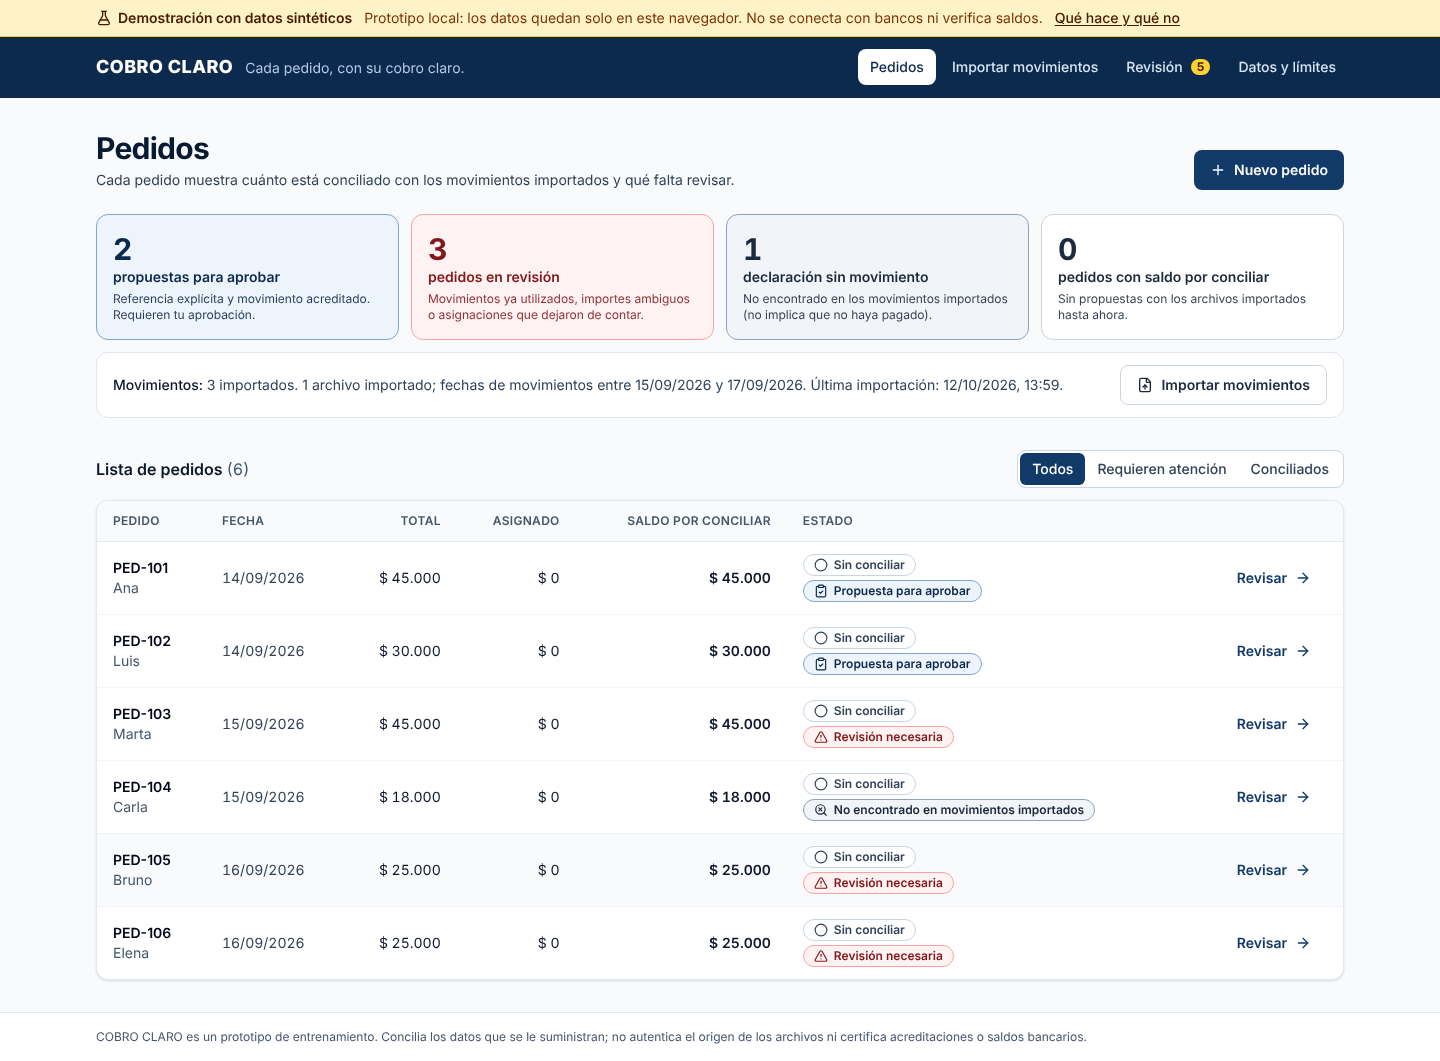 Demostración con datos sintéticos Prototipo local: los datos quedan solo en este navegador. No se conecta con bancos ni verifica saldos. Qué hace y qué no
COBRO CLARO Cada pedido, con su cobro claro. Pedidos Importar movimientos Revisión 5 Datos y límites
Pedidos
Cada pedido muestra cuánto está conciliado con los movimientos importados y qué falta revisar.
Nuevo pedido
2
propuestas para aprobar
Referencia explícita y movimiento acreditado.
Requieren tu aprobación.
3
pedidos en revisión
Movimientos ya utilizados, importes ambiguos
o asignaciones que dejaron de contar.
1
declaración sin movimiento
No encontrado en los movimientos importados
(no implica que no haya pagado).
0
pedidos con saldo por conciliar
Sin propuestas con los archivos importados
hasta ahora.
Movimientos: 3 importados. 1 archivo importado; fechas de movimientos entre 15/09/2026 y 17/09/2026. Última importación: 12/10/2026, 13:59. Importar movimientos
Lista de pedidos (6) Todos Requieren atención Conciliados
PEDIDO FECHA TOTAL ASIGNADO SALDO POR CONCILIAR ESTADO
PED-101
Ana
14/09/2026 $ 45.000 $ 0 $ 45.000
Sin conciliar
Propuesta para aprobar
Revisar
PED-102
Luis
14/09/2026 $ 30.000 $ 0 $ 30.000
Sin conciliar
Propuesta para aprobar
Revisar
PED-103
Marta
15/09/2026 $ 45.000 $ 0 $ 45.000
Sin conciliar
Revisión necesaria
Revisar
PED-104
Carla
15/09/2026 $ 18.000 $ 0 $ 18.000
Sin conciliar
No encontrado en movimientos importados
Revisar
PED-105
Bruno
16/09/2026 $ 25.000 $ 0 $ 25.000
Sin conciliar
Revisión necesaria
Revisar
PED-106
Elena
16/09/2026 $ 25.000 $ 0 $ 25.000
Sin conciliar
Revisión necesaria
Revisar
COBRO CLARO es un prototipo de entrenamiento. Concilia los datos que se le suministran; no autentica el origen de los archivos ni certifica acreditaciones o saldos bancarios.